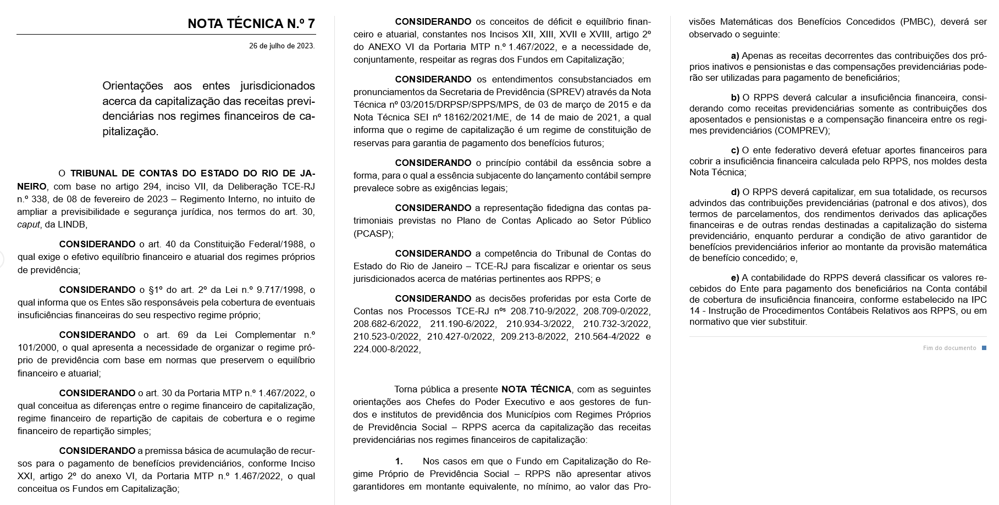 NOTA TÉCNICA N.º 7
26 de julho de 2023.
Orientações aos entes jurisdicionados
acerca da capitalização das receitas previ-
denciárias nos regimes financeiros de ca-
pitalização.
O TRIBUNAL DE CONTAS DO ESTADO DO RIO DE JA-
NEIRO, com base no artigo 294, inciso VII, da Deliberação TCE-RJ
n.º 338, de 08 de fevereiro de 2023 – Regimento Interno, no intuito de
ampliar a previsibilidade e segurança jurídica, nos termos do art. 30,
caput, da LINDB,
CONSIDERANDO o art. 40 da Constituição Federal/1988, o
qual exige o efetivo equilíbrio financeiro e atuarial dos regimes próprios
de previdência;
CONSIDERANDO o §1º do art. 2º da Lei n.º 9.717/1998, o
qual informa que os Entes são responsáveis pela cobertura de eventuais
insuficiências financeiras do seu respectivo regime próprio;
CONSIDERANDO o art. 69 da Lei Complementar n.º
101/2000, o qual apresenta a necessidade de organizar o regime pró-
prio de previdência com base em normas que preservem o equilíbrio
financeiro e atuarial;
CONSIDERANDO o art. 30 da Portaria MTP n.º 1.467/2022, o
qual conceitua as diferenças entre o regime financeiro de capitalização,
regime financeiro de repartição de capitais de cobertura e o regime
financeiro de repartição simples;
CONSIDERANDO a premissa básica de acumulação de recur-
sos para o pagamento de benefícios previdenciários, conforme Inciso
XXI, artigo 2º do anexo VI, da Portaria MTP n.º 1.467/2022, o qual
conceitua os Fundos em Capitalização;
CONSIDERANDO os conceitos de déficit e equilíbrio finan-
ceiro e atuarial, constantes nos Incisos XII, XIII, XVII e XVIII, artigo 2º
do ANEXO VI da Portaria MTP n.º 1.467/2022, e a necessidade de,
conjuntamente, respeitar as regras dos Fundos em Capitalização;
CONSIDERANDO os entendimentos consubstanciados em
pronunciamentos da Secretaria de Previdência (SPREV) através da Nota
Técnica nº 03/2015/DRPSP/SPPS/MPS, de 03 de março de 2015 e da
Nota Técnica SEI nº 18162/2021/ME, de 14 de maio de 2021, a qual
informa que o regime de capitalização é um regime de constituição de
reservas para garantia de pagamento dos benefícios futuros;
CONSIDERANDO o princípio contábil da essência sobre a
forma, para o qual a essência subjacente do lançamento contábil sempre
prevalece sobre as exigências legais;
CONSIDERANDO a representação fidedigna das contas pa-
trimoniais previstas no Plano de Contas Aplicado ao Setor Público
(PCASP);
CONSIDERANDO a competência do Tribunal de Contas do
Estado do Rio de Janeiro – TCE-RJ para fiscalizar e orientar os seus
jurisdicionados acerca de matérias pertinentes aos RPPS; e
CONSIDERANDO as decisões proferidas por esta Corte de
Contas nos Processos TCE-RJ nºs 208.710-9/2022, 208.709-0/2022,
208.682-6/2022, 211.190-6/2022, 210.934-3/2022, 210.732-3/2022,
210.523-0/2022, 210.427-0/2022, 209.213-8/2022, 210.564-4/2022 e
224.000-8/2022,
Torna pública a presente NOTA TÉCNICA, com as seguintes
orientações aos Chefes do Poder Executivo e aos gestores de fun-
dos e institutos de previdência dos Municípios com Regimes Próprios
de Previdência Social – RPPS acerca da capitalização das receitas
previdenciárias nos regimes financeiros de capitalização:
1. Nos casos em que o Fundo em Capitalização do Re-
gime Próprio de Previdência Social – RPPS não apresentar ativos
garantidores em montante equivalente, no mínimo, ao valor das Pro-
visões Matemáticas dos Benefícios Concedidos (PMBC), deverá ser
observado o seguinte:
a) Apenas as receitas decorrentes das contribuições dos pró-
prios inativos e pensionistas e das compensações previdenciárias pode-
rão ser utilizadas para pagamento de beneficiários;
b) O RPPS deverá calcular a insuficiência financeira, consi-
derando como receitas previdenciárias somente as contribuições dos
aposentados e pensionistas e a compensação financeira entre os regi-
mes previdenciários (COMPREV);
c) O ente federativo deverá efetuar aportes financeiros para
cobrir a insuficiência financeira calculada pelo RPPS, nos moldes desta
Nota Técnica;
d) O RPPS deverá capitalizar, em sua totalidade, os recursos
advindos das contribuições previdenciárias (patronal e dos ativos), dos
termos de parcelamentos, dos rendimentos derivados das aplicações
financeiras e de outras rendas destinadas a capitalização do sistema
previdenciário, enquanto perdurar a condição de ativo garantidor de
benefícios previdenciários inferior ao montante da provisão matemática
de benefício concedido; e,
e) A contabilidade do RPPS deverá classificar os valores re-
cebidos do Ente para pagamento dos beneficiários na Conta contábil
de cobertura de insuficiência financeira, conforme estabelecido na IPC
14 - Instrução de Procedimentos Contábeis Relativos aos RPPS, ou em
normativo que vier substituir.
Fim do documento